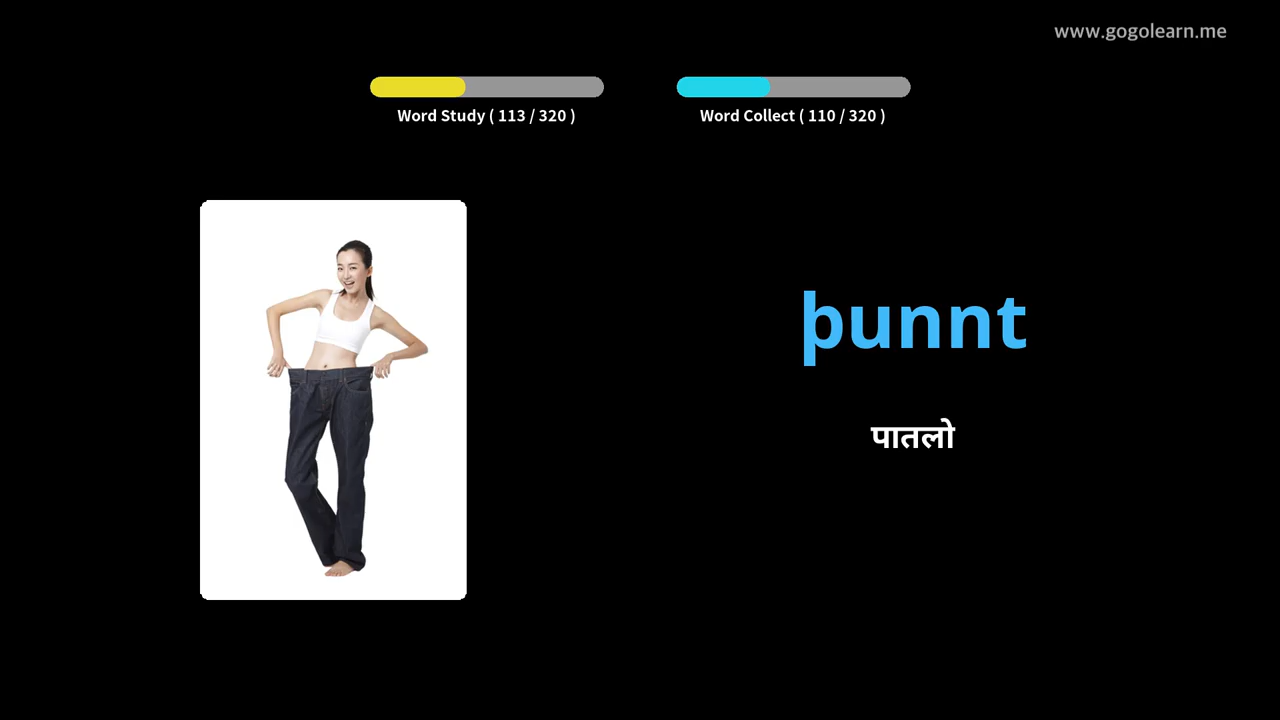 www.gogolearn.me
Word Study ( 113 / 320 )
Word Collect ( 110 / 320 )
þunnt
पातलो